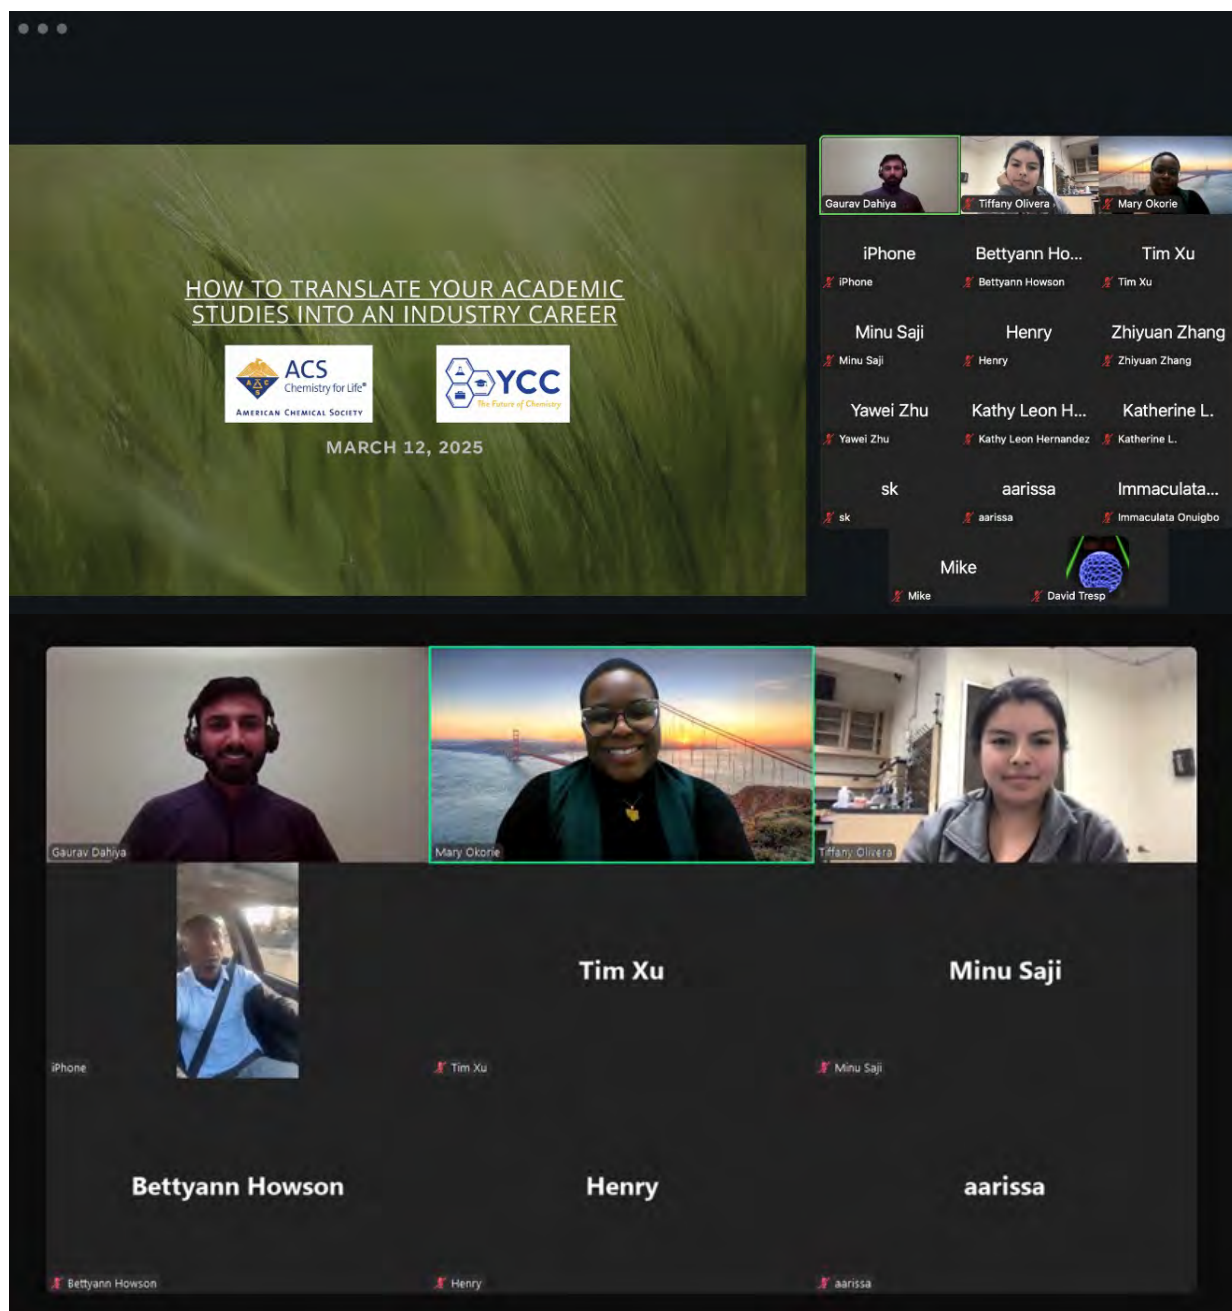 HOW TO TRANSLATE YOUR ACADEMIC
STUDIES INTO AN INDUSTRY CAREER
ACS
Chemistry for Life®
AMERICAN CHEMICAL SOCIETY
A C S
YCC
The Future of Chemistry
MARCH 12, 2025
Gaurav Dahiya
Tiffany Olivera
Mary Okorie
iPhone
Bettyann Ho...
Tim Xu
iPhone
Bettyann Howson
Tim Xu
Minu Saji
Henry
Zhiyuan Zhang
Minu Saji
Henry
Zhiyuan Zhang
Yawei Zhu
Kathy Leon H...
Katherine L.
Yawei Zhu
Kathy Leon Hernandez
Katherine L.
sk
aarissa
Immaculata...
sk
aarissa
Immaculata Onuigbo
Mike
Mike
David Tresp
Gaurav Dahiya
Mary Okorie
Tiffany Olivera
iPhone
Tim Xu
Tim Xu
Minu Saji
Minu Saji
Bettyann Howson
Bettyann Howson
Henry
Henry
aarissa
aarissa